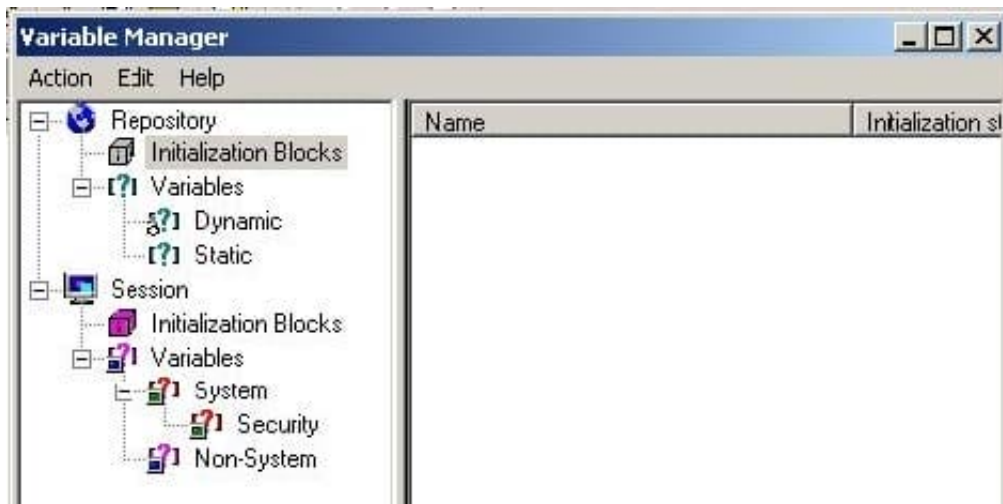 Variable Manager
Action Edit Help
Repository
Initialization Blocks
Variables
Dynamic
Static
Session
Initialization Blocks
Variables
System
Security
Non-System
Name
Initialization